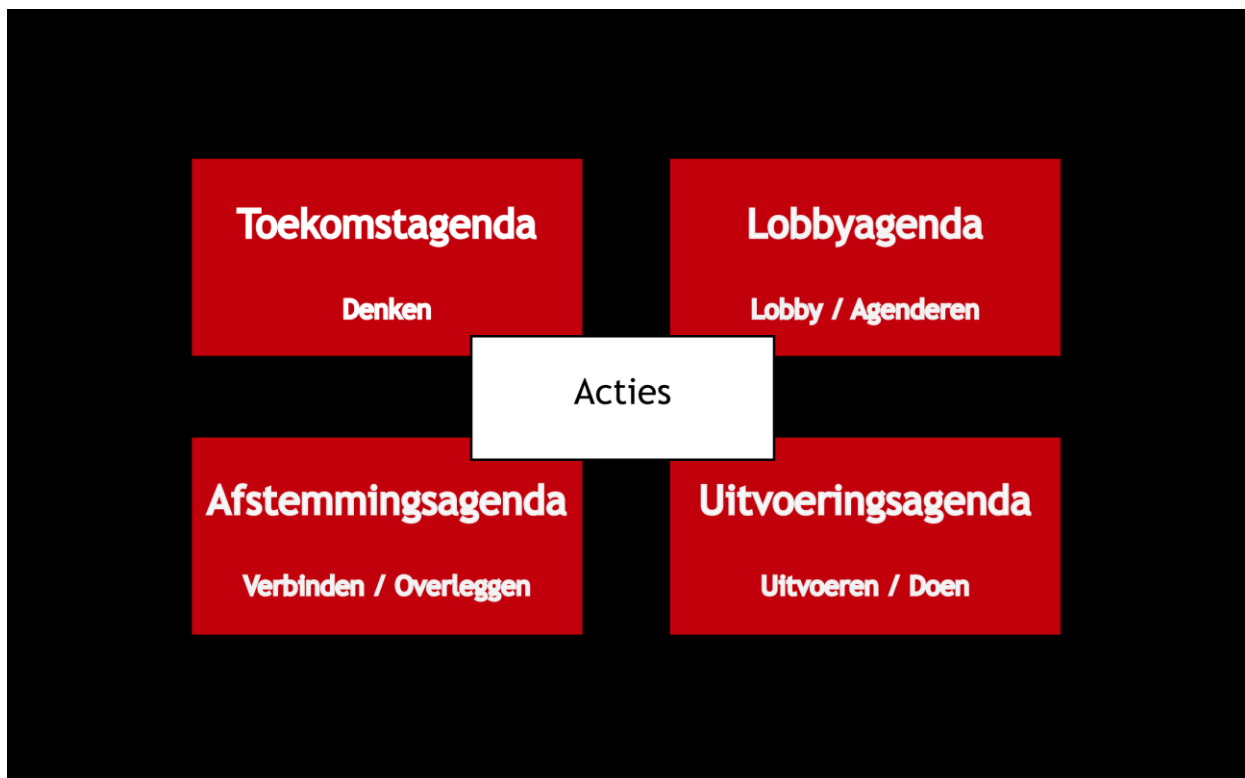 Toekomstagenda
Denken
Lobbyagenda
Lobby / Agenderen
Acties
Afstemmingsagenda
Verbinden / Overleggen
Uitvoeringsagenda
Uitvoeren / Doen